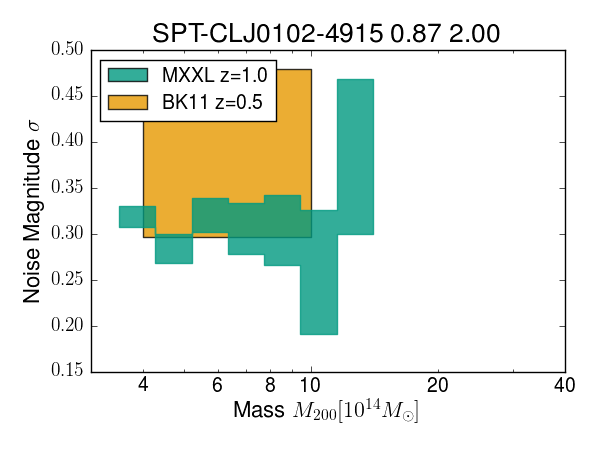 SPT-CLJ0102-4915 0.87 2.00
0.50
0.45
0.40
0.35
0.30
0.25
0.20
0.15
Noise Magnitude σ
MXXL z=1.0
BK11 z=0.5
4 6 8 10 20 40
Mass M₂₀₀[10¹⁴M☉]